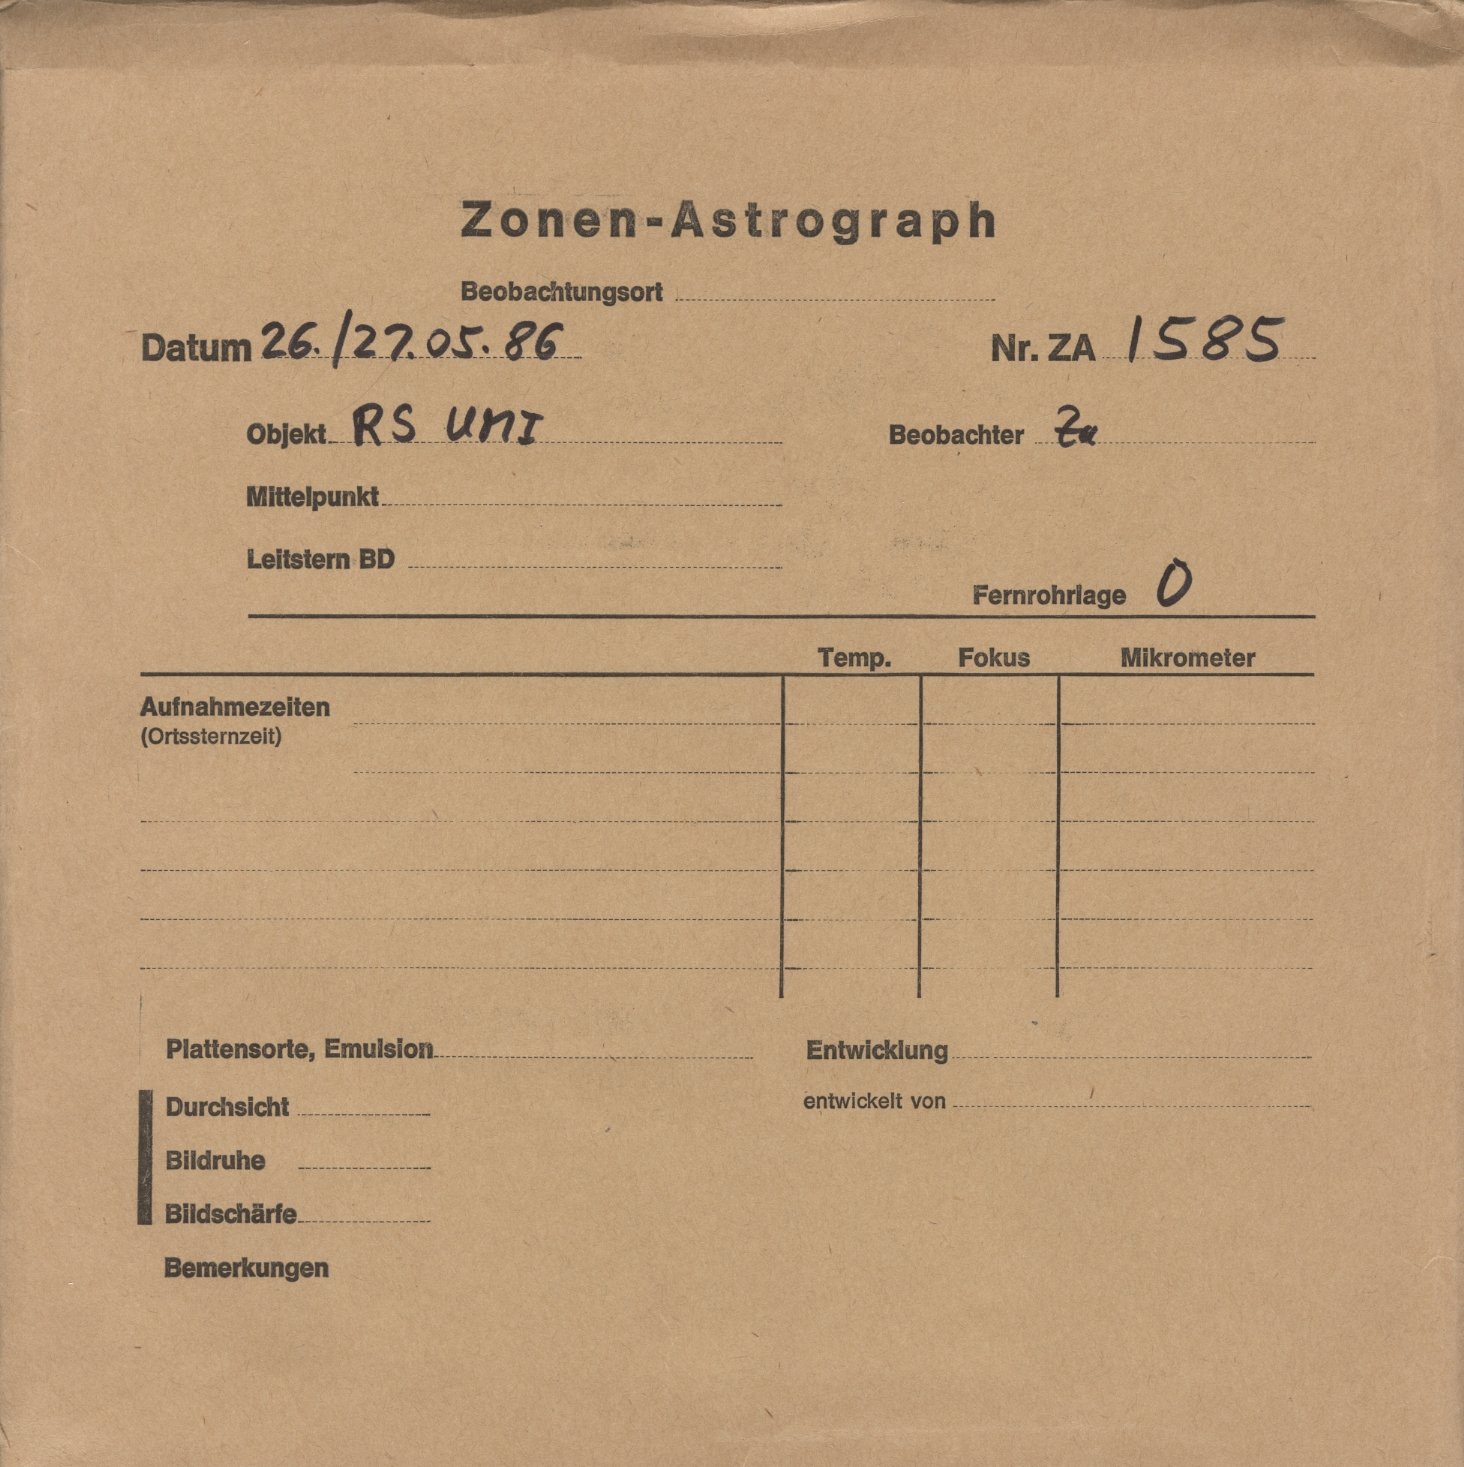 Zonen-Astrograph
Beobachtungsort
Datum 26./27.05.86 Nr. ZA 1585
Objekt RS UMI Beobachter Zu
Mittelpunkt
Leitstern BD
Fernrohrlage O
Temp. Fokus Mikrometer
Aufnahmezeiten
(Ortssternzeit)
Plattensorte, Emulsion Entwicklung
Durchsicht entwickelt von
Bildruhe
Bildschärfe
Bemerkungen